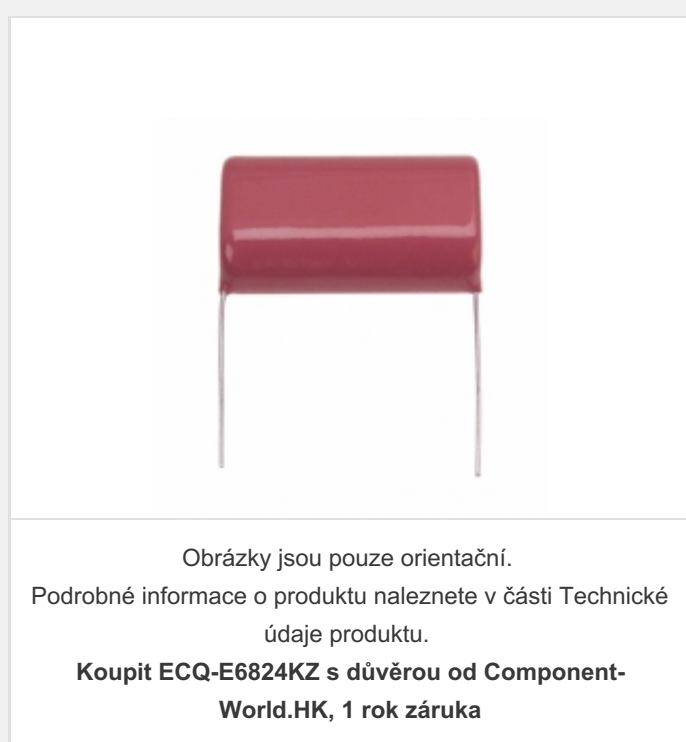 Obrázky jsou pouze orientační.
Podrobné informace o produktu naleznete v části Technické
údaje produktu.
Koupit ECQ-E6824KZ s důvěrou od Component-
World.HK, 1 rok záruka